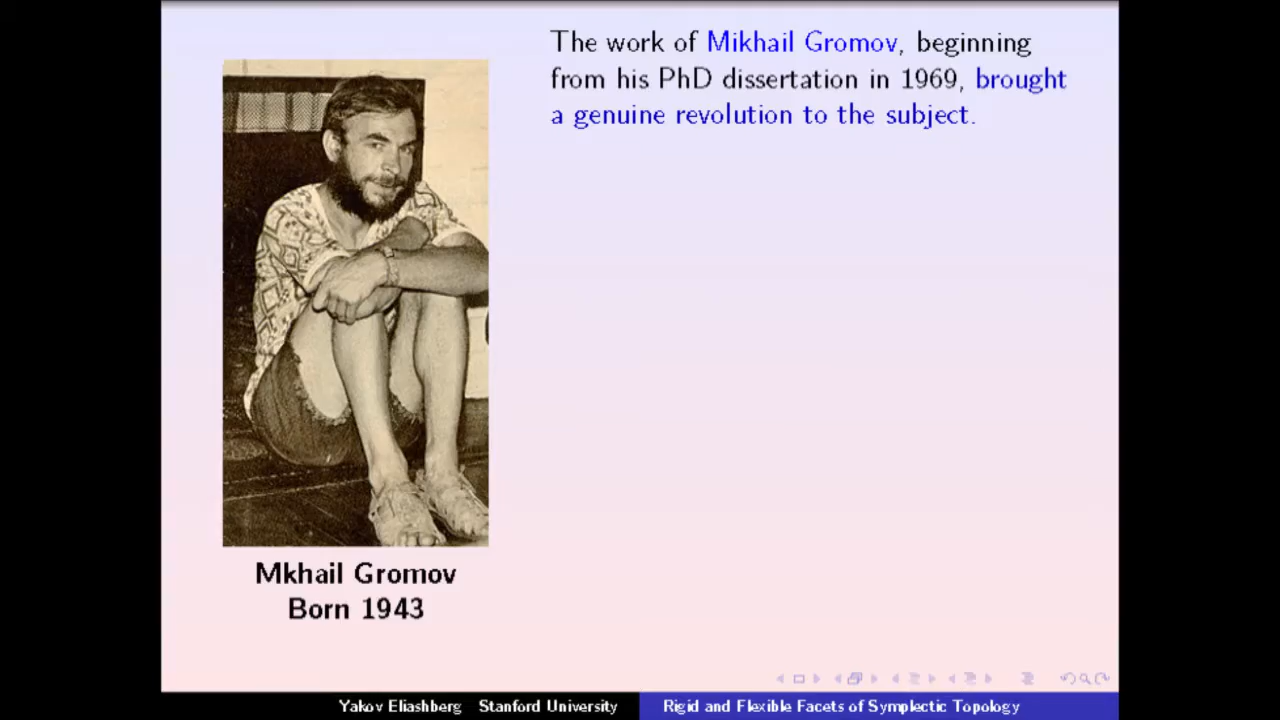 The work of Mikhail Gromov, beginning
from his PhD dissertation in 1969, brought
a genuine revolution to the subject.
Mkhail Gromov
Born 1943
Yakov Eliashberg Stanford University
Rigid and Flexible Facets of Symplectic Topology